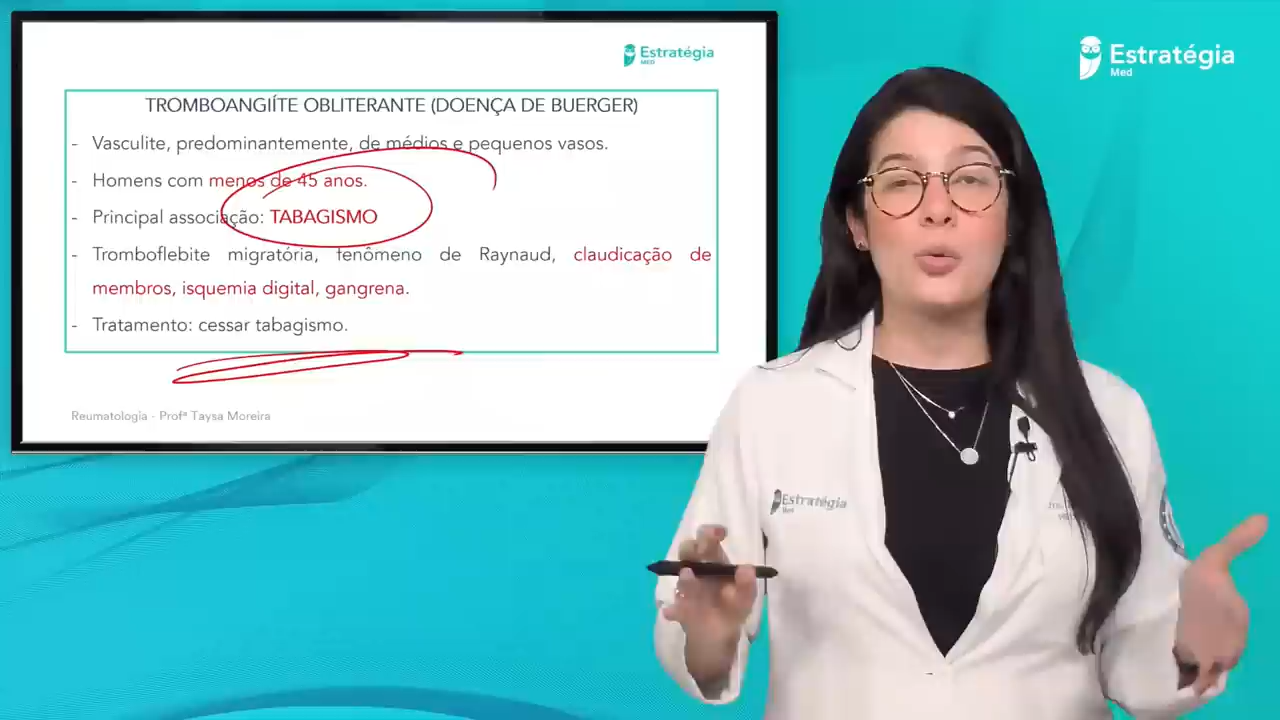 Estratégia
MED
TROMBOANGIÍTE OBLITERANTE (DOENÇA DE BUERGER)
- Vasculite, predominantemente, de médios e pequenos vasos.
- Homens com menos de 45 anos.
- Principal associação: TABAGISMO
- Tromboflebite migratória, fenômeno de Raynaud, claudicação de
membros, isquemia digital, gangrena.
- Tratamento: cessar tabagismo.
Reumatologia - Profª Taysa Moreira
Estratégia
Med
Estratégia
Med